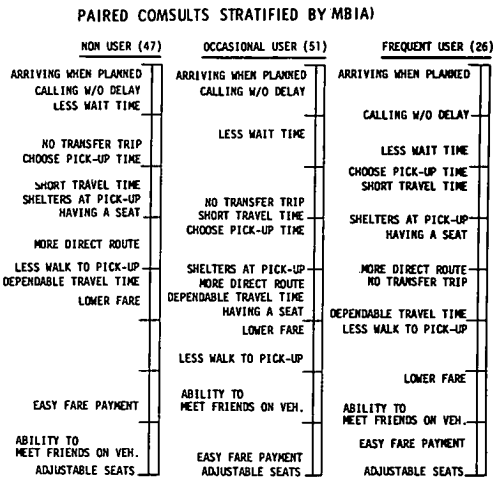 PAIRED COMSULTS STRATIFIED BY MBIA)
NON USER (47)
ARRIVING WHEN PLANNED
CALLING W/O DELAY
LESS WAIT TIME
NO TRANSFER TRIP
CHOOSE PICK-UP TIME
SHORT TRAVEL TIME
SHELTERS AT PICK-UP
HAVING A SEAT
MORE DIRECT ROUTE
LESS WALK TO PICK-UP
DEPENDABLE TRAVEL TIME
LOWER FARE
EASY FARE PAYMENT
ABILITY TO
MEET FRIENDS ON VEH.
ADJUSTABLE SEATS
OCCASIONAL USER (51)
ARRIVING WHEN PLANNED
CALLING W/O DELAY
LESS WAIT TIME
NO TRANSFER TRIP
SHORT TRAVEL TIME
CHOOSE PICK-UP TIME
SHELTERS AT PICK-UP
MORE DIRECT ROUTE
DEPENDABLE TRAVEL TIME
HAVING A SEAT
LOWER FARE
LESS WALK TO PICK-UP
ABILITY TO
MEET FRIENDS ON VEH.
EASY FARE PAYMENT
ADJUSTABLE SEATS
FREQUENT USER (26)
ARRIVING WHEN PLANNED
CALLING W/O DELAY
LESS WAIT TIME
CHOOSE PICK-UP TIME
SHORT TRAVEL TIME
SHELTERS AT PICK-UP
HAVING A SEAT
MORE DIRECT ROUTE
NO TRANSFER TRIP
DEPENDABLE TRAVEL TIME
LESS WALK TO PICK-UP
LOWER FARE
ABILITY TO
MEET FRIENDS ON VEH.
EASY FARE PAYMENT
ADJUSTABLE SEATS